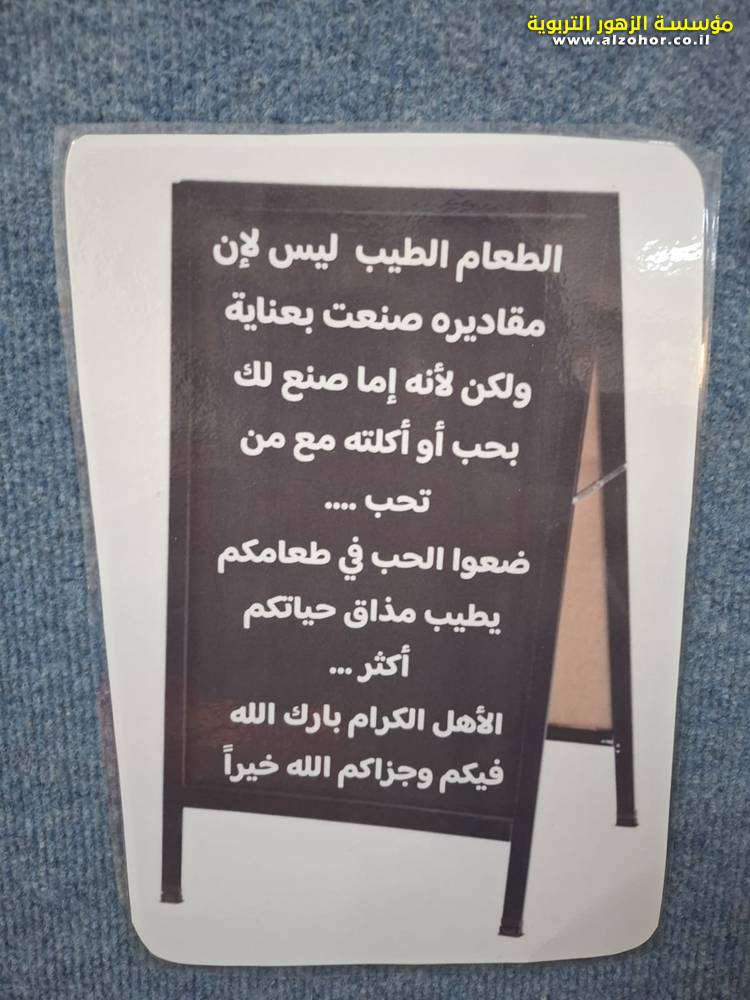 مؤسسة الزهور التربوية
www.alzohor.co.il
الطعام الطيب ليس لإن
مقاديره صنعت بعناية
ولكن لأنه إما صنع لك
بحب أو أكلته مع من
تحب ....
ضعوا الحب في طعامكم
يطيب مذاق حياتكم
أكثر ...
الأهل الكرام بارك الله
فيكم وجزاكم الله خيراً